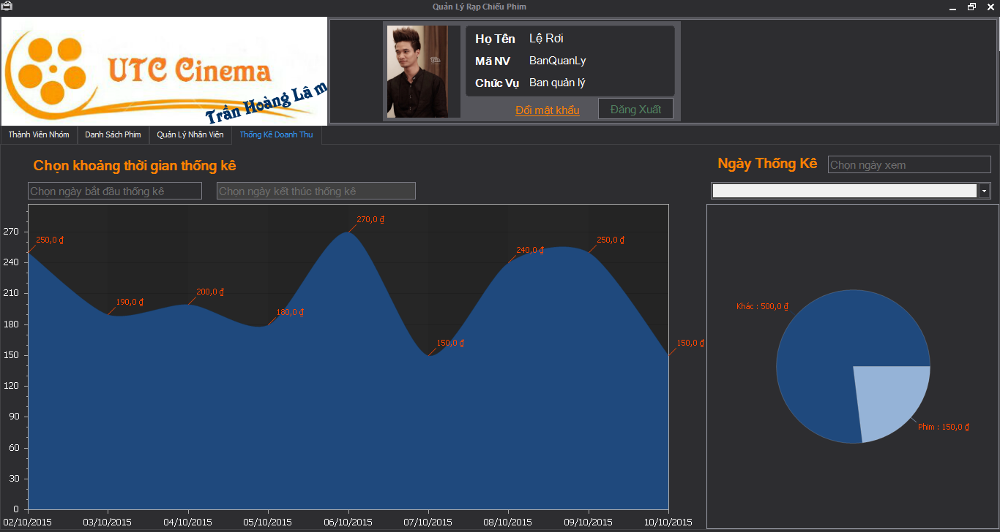 Quản Lý Rạp Chiếu Phim
UTC Cinema
Trần Hoàng Lâm
Họ Tên Lệ Rơi
Mã NV BanQuanLy
Chức Vụ Ban quản lý
Đổi mật khẩu Đăng Xuất
Thành Viên Nhóm Danh Sách Phim Quản Lý Nhân Viên Thống Kê Doanh Thu
Chọn khoảng thời gian thống kê
Chọn ngày bắt đầu thống kê Chọn ngày kết thúc thống kê
Ngày Thống Kê Chọn ngày xem
270
240
210
180
150
120
90
60
30
0
250,0 ₫
190,0 ₫
200,0 ₫
180,0 ₫
270,0 ₫
150,0 ₫
240,0 ₫
250,0 ₫
150,0 ₫
02/10/2015 03/10/2015 04/10/2015 05/10/2015 06/10/2015 07/10/2015 08/10/2015 09/10/2015 10/10/2015
Khác : 500,0 ₫
Phim : 150,0 ₫